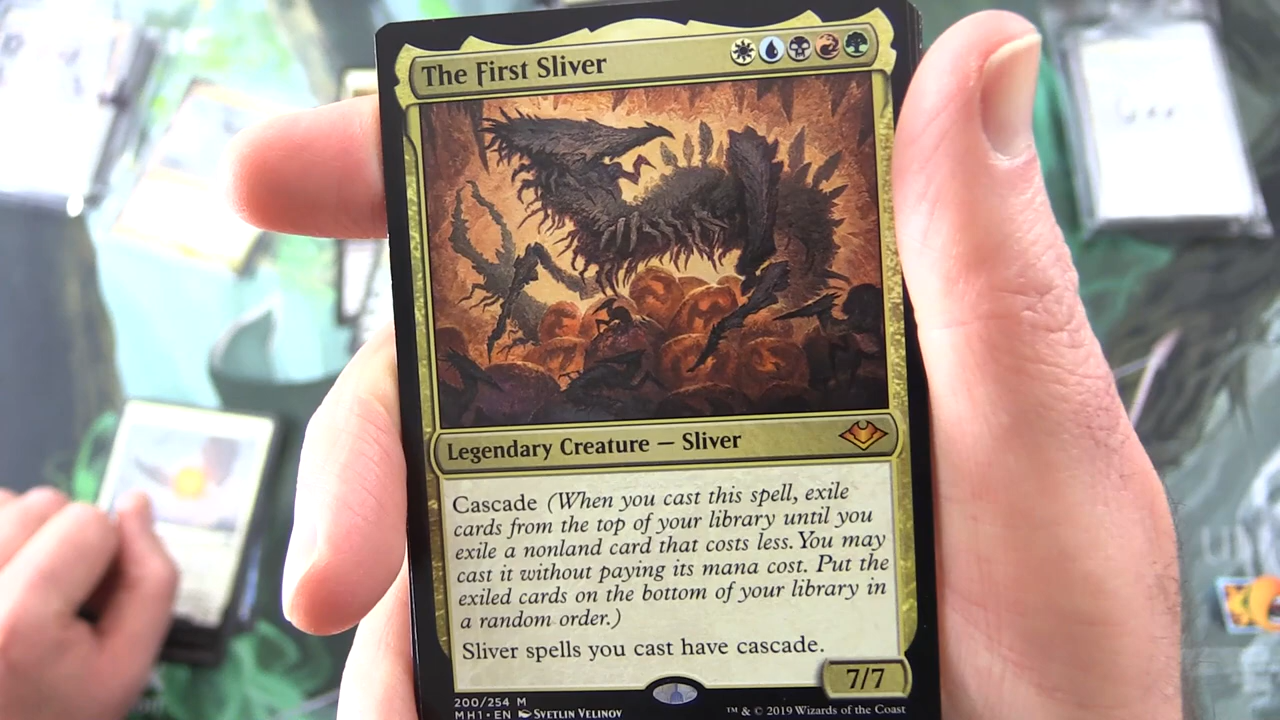 The First Sliver
Legendary Creature — Sliver
Cascade (When you cast this spell, exile
cards from the top of your library until you
exile a nonland card that costs less. You may
cast it without paying its mana cost. Put the
exiled cards on the bottom of your library in
a random order.)
Sliver spells you cast have cascade.
7/7
200/254 M
MH1 • EN SVETLIN VELINOV
™ & © 2019 Wizards of the Coast